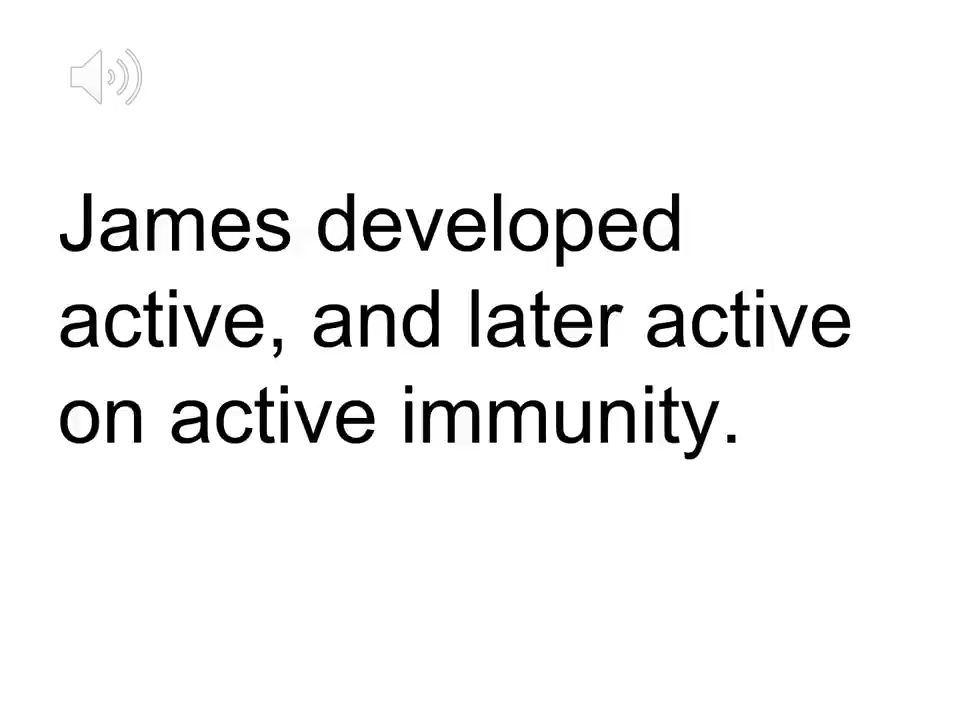 James developed
active, and later active
on active immunity.